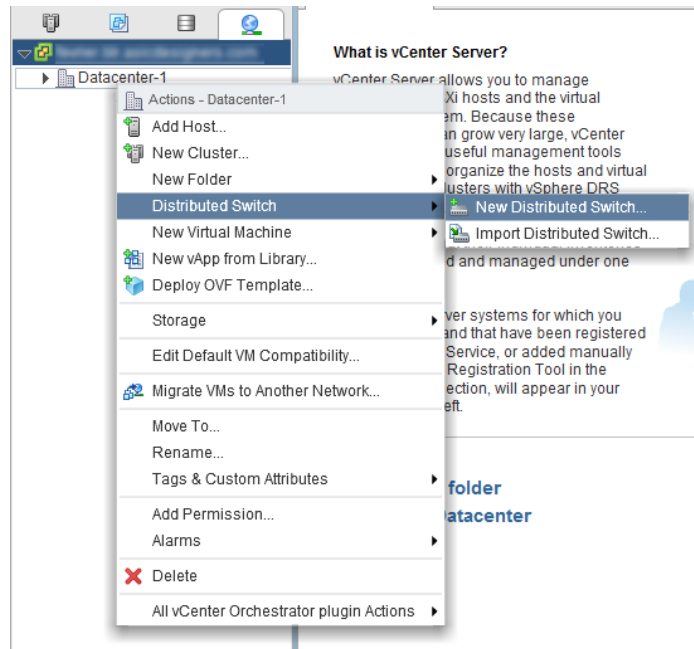 Datacenter-1
Actions - Datacenter-1
Add Host...
New Cluster...
New Folder
Distributed Switch
New Virtual Machine
New vApp from Library...
Deploy OVF Template...
Storage
Edit Default VM Compatibility...
Migrate VMs to Another Network...
Move To...
Rename...
Tags & Custom Attributes
Add Permission...
Alarms
Delete
All vCenter Orchestrator plugin Actions
New Distributed Switch...
Import Distributed Switch...
What is vCenter Server?
vCenter Server allows you to manage
Xi hosts and the virtual
em. Because these
an grow very large, vCenter
useful management tools
organize the hosts and virtual
lusters with vSphere DRS
d and managed under one
ver systems for which you
and that have been registered
Service, or added manually
Registration Tool in the
ection, will appear in your
eft.
folder
atacenter